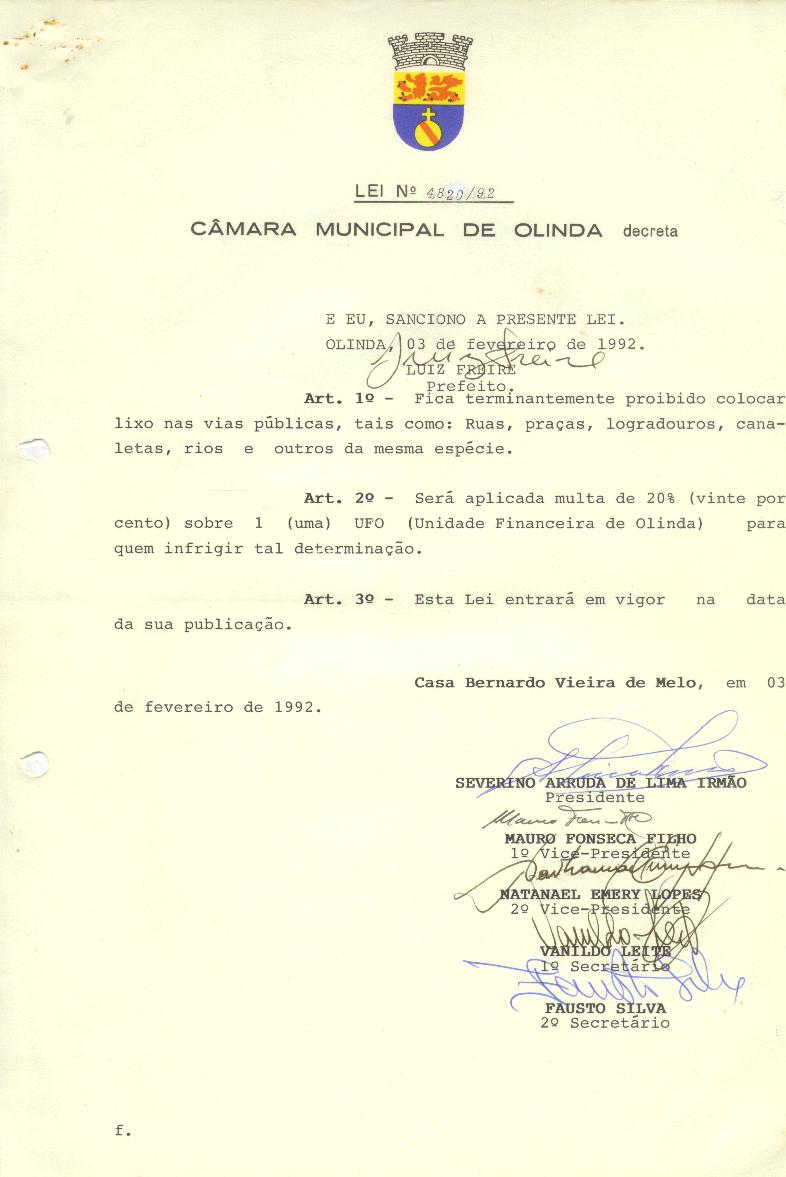 LEI Nº 4820/92
CÂMARA MUNICIPAL DE OLINDA decreta
E EU, SANCIONO A PRESENTE LEI.
OLINDA, 03 de fevereiro de 1992.
LUIZ FREIRE
Prefeito.
Art. 1º - Fica terminantemente proibido colocar
lixo nas vias públicas, tais como: Ruas, praças, logradouros, cana-
letas, rios e outros da mesma espécie.
Art. 2º - Será aplicada multa de 20% (vinte por
cento) sobre 1 (uma) UFO (Unidade Financeira de Olinda) para
quem infrigir tal determinação.
Art. 3º - Esta Lei entrará em vigor na data
da sua publicação.
Casa Bernardo Vieira de Melo, em 03
de fevereiro de 1992.
SEVERINO ARRUDA DE LIMA IRMÃO
Presidente
MAURO FONSECA FILHO
1º Vice-Presidente
NATANAEL EMERY LOPES
2º Vice-Presidente
VANILDO LEITE
1º Secretário
FAUSTO SILVA
2º Secretário
f.